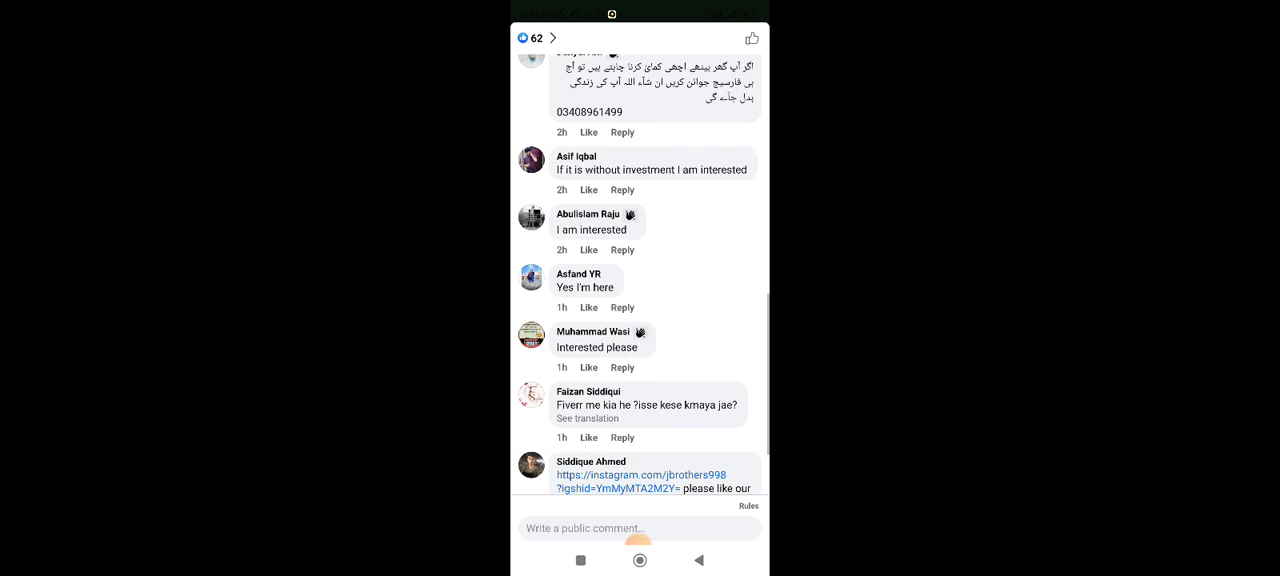 62
اگر آپ گھر بیٹھے اچھی کمائ کرنا چاہتے ہیں تو آج
ہی فارسیج جوائن کریں ان شآء اللہ آپ کی زندگی
بدل جآے گی
03408961499
2h Like Reply
Asif Iqbal
If it is without investment I am interested
2h Like Reply
Abulislam Raju
I am interested
2h Like Reply
Asfand YR
Yes I'm here
1h Like Reply
Muhammad Wasi
Interested please
1h Like Reply
Faizan Siddiqui
Fiverr me kia he ?isse kese kmaya jae?
See translation
1h Like Reply
Siddique Ahmed
https://instagram.com/jbrothers998
?igshid=YmMyMTA2M2Y= please like our
Rules
Write a public comment...